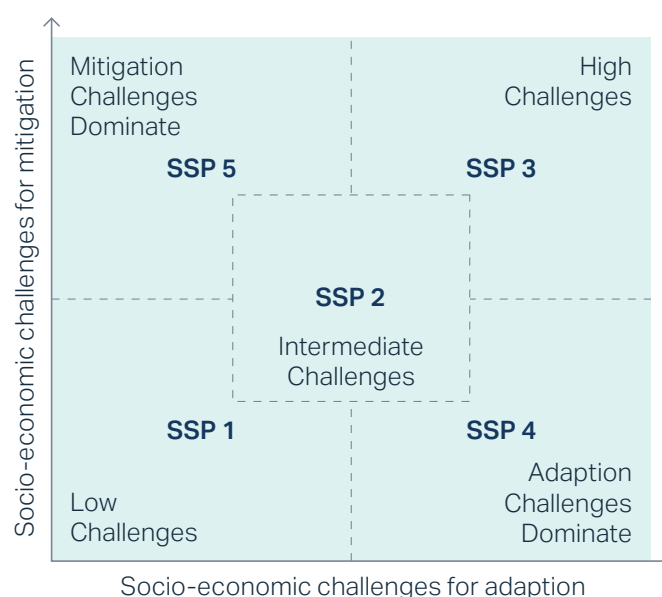 Socio-economic challenges for mitigation
Mitigation
Challenges
Dominate
SSP 5
High
Challenges
SSP 3
SSP 2
Intermediate
Challenges
SSP 1
Low
Challenges
SSP 4
Adaption
Challenges
Dominate
Socio-economic challenges for adaption